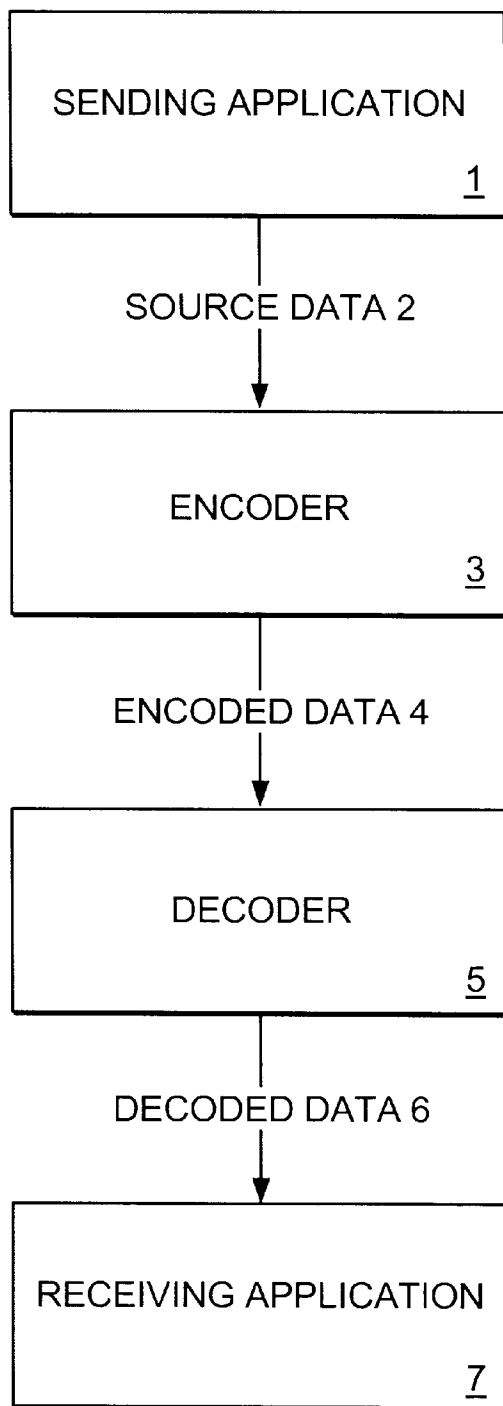 SENDING APPLICATION
1
SOURCE DATA 2
ENCODER
3
ENCODED DATA 4
DECODER
5
DECODED DATA 6
RECEIVING APPLICATION
7